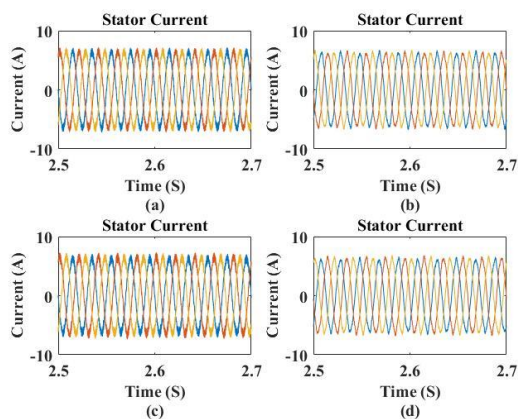 Stator Current
10
0
-10
Current (A)
2.5 2.6 2.7
Time (S)
(a)
Stator Current
10
0
-10
Current (A)
2.5 2.6 2.7
Time (S)
(b)
Stator Current
10
0
-10
Current (A)
2.5 2.6 2.7
Time (S)
(c)
Stator Current
10
0
-10
Current (A)
2.5 2.6 2.7
Time (S)
(d)